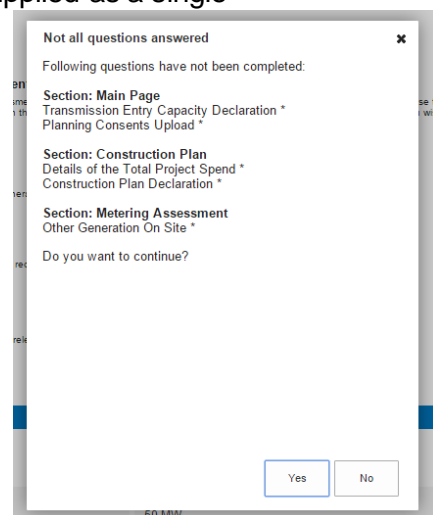 applied as a single
Not all questions answered
Following questions have not been completed:
Section: Main Page
Transmission Entry Capacity Declaration *
Planning Consents Upload *
Section: Construction Plan
Details of the Total Project Spend *
Construction Plan Declaration *
Section: Metering Assessment
Other Generation On Site *
Do you want to continue?
Yes No
50 MW